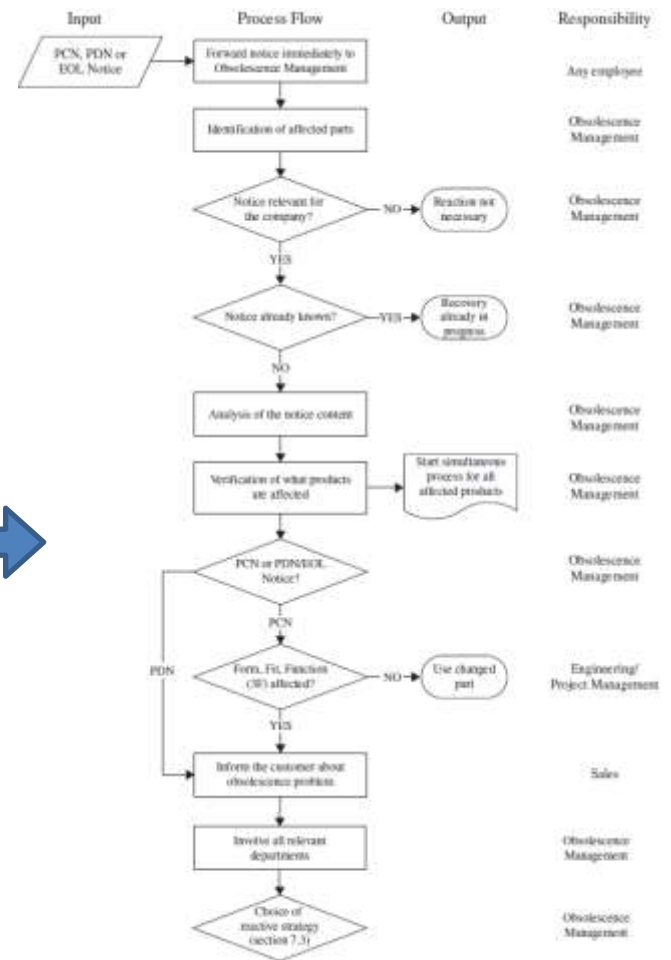 Input Process Flow Output Responsibility
PCN, PDN or
EOL Notice
Forward notice immediately to
Obsolescence Management
Any employee
Identification of affected parts
Obsolescence
Management
Notice relevant for
the company?
NO
Reaction not
necessary
Obsolescence
Management
YES
Notice already known?
YES
Recovery
already in
progress
Obsolescence
Management
NO
Analysis of the notice content
Obsolescence
Management
Verification of what products
are affected
Start simultaneous
process for all
affected products
Obsolescence
Management
PCN or PDN/EOL
Notice?
Obsolescence
Management
PCN
PDN
Form, Fit, Function
(3F) affected?
NO
Use changed
part
Engineering/
Project Management
YES
Inform the customer about
obsolescence problem
Sales
Involve all relevant
departments
Obsolescence
Management
Choice of
reactive strategy
(section 7.3)
Obsolescence
Management